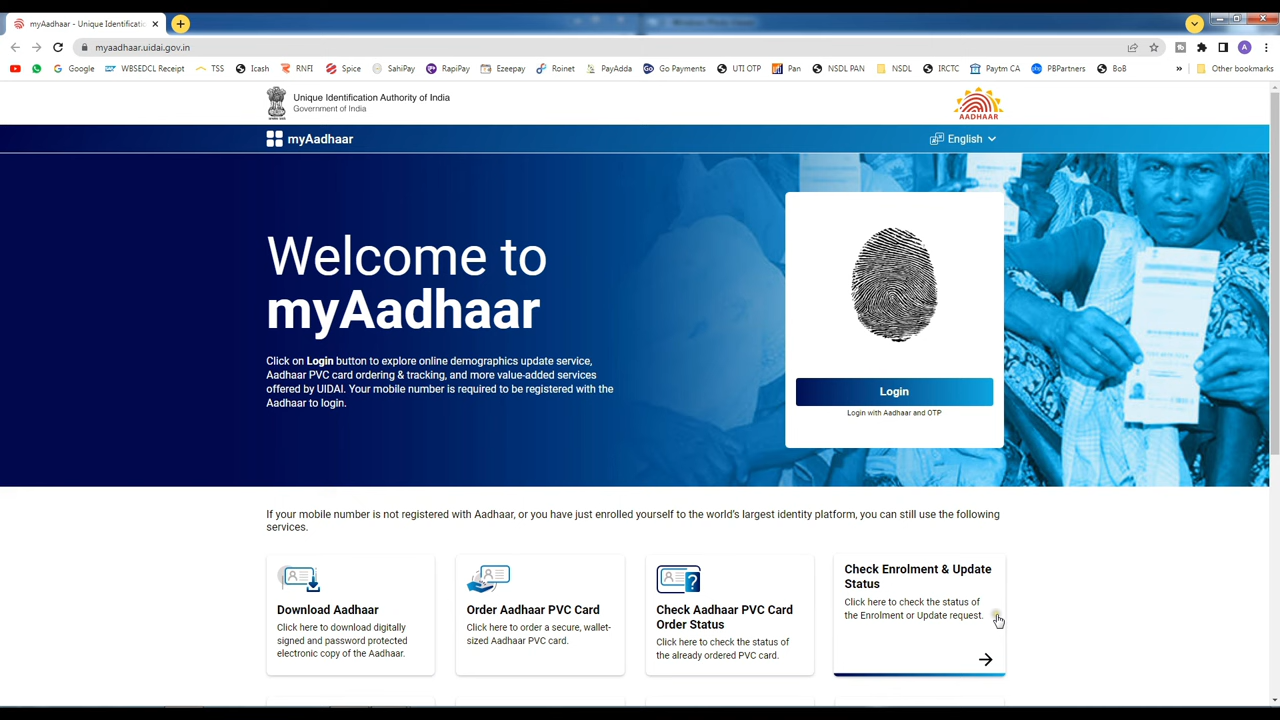 myAadhaar - Unique Identificatio
myaadhaar.uidai.gov.in
A
Google WBSEDCL Receipt TSS Icash RNFI Spice SahiPay RapiPay Ezeepay Roinet PayAdda Go Payments UTI OTP Pan NSDL PAN NSDL IRCTC Paytm CA PBPartners BoB » Other bookmarks
Unique Identification Authority of India
Government of India
AADHAAR
myAadhaar
English
Welcome to
myAadhaar
Click on Login button to explore online demographics update service,
Aadhaar PVC card ordering & tracking, and more value-added services
offered by UIDAI. Your mobile number is required to be registered with the
Aadhaar to login.
Login
Login with Aadhaar and OTP
If your mobile number is not registered with Aadhaar, or you have just enrolled yourself to the world's largest identity platform, you can still use the following
services.
Download Aadhaar
Click here to download digitally
signed and password protected
electronic copy of the Aadhaar.
Order Aadhaar PVC Card
Click here to order a secure, wallet-
sized Aadhaar PVC card.
?
Check Aadhaar PVC Card
Order Status
Click here to check the status of
the already ordered PVC card.
Check Enrolment & Update
Status
Click here to check the status of
the Enrolment or Update request.